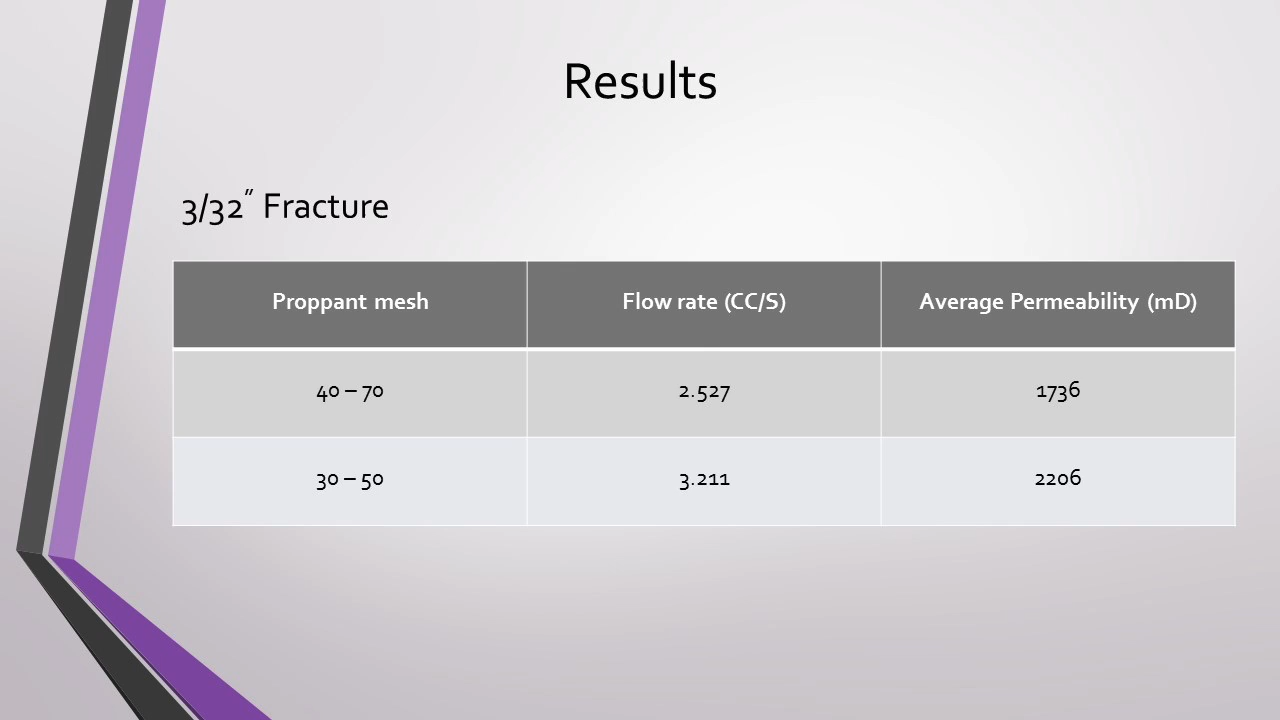 Results
3/32″ Fracture
Proppant mesh Flow rate (CC/S) Average Permeability (mD)
40 – 70 2.527 1736
30 – 50 3.211 2206